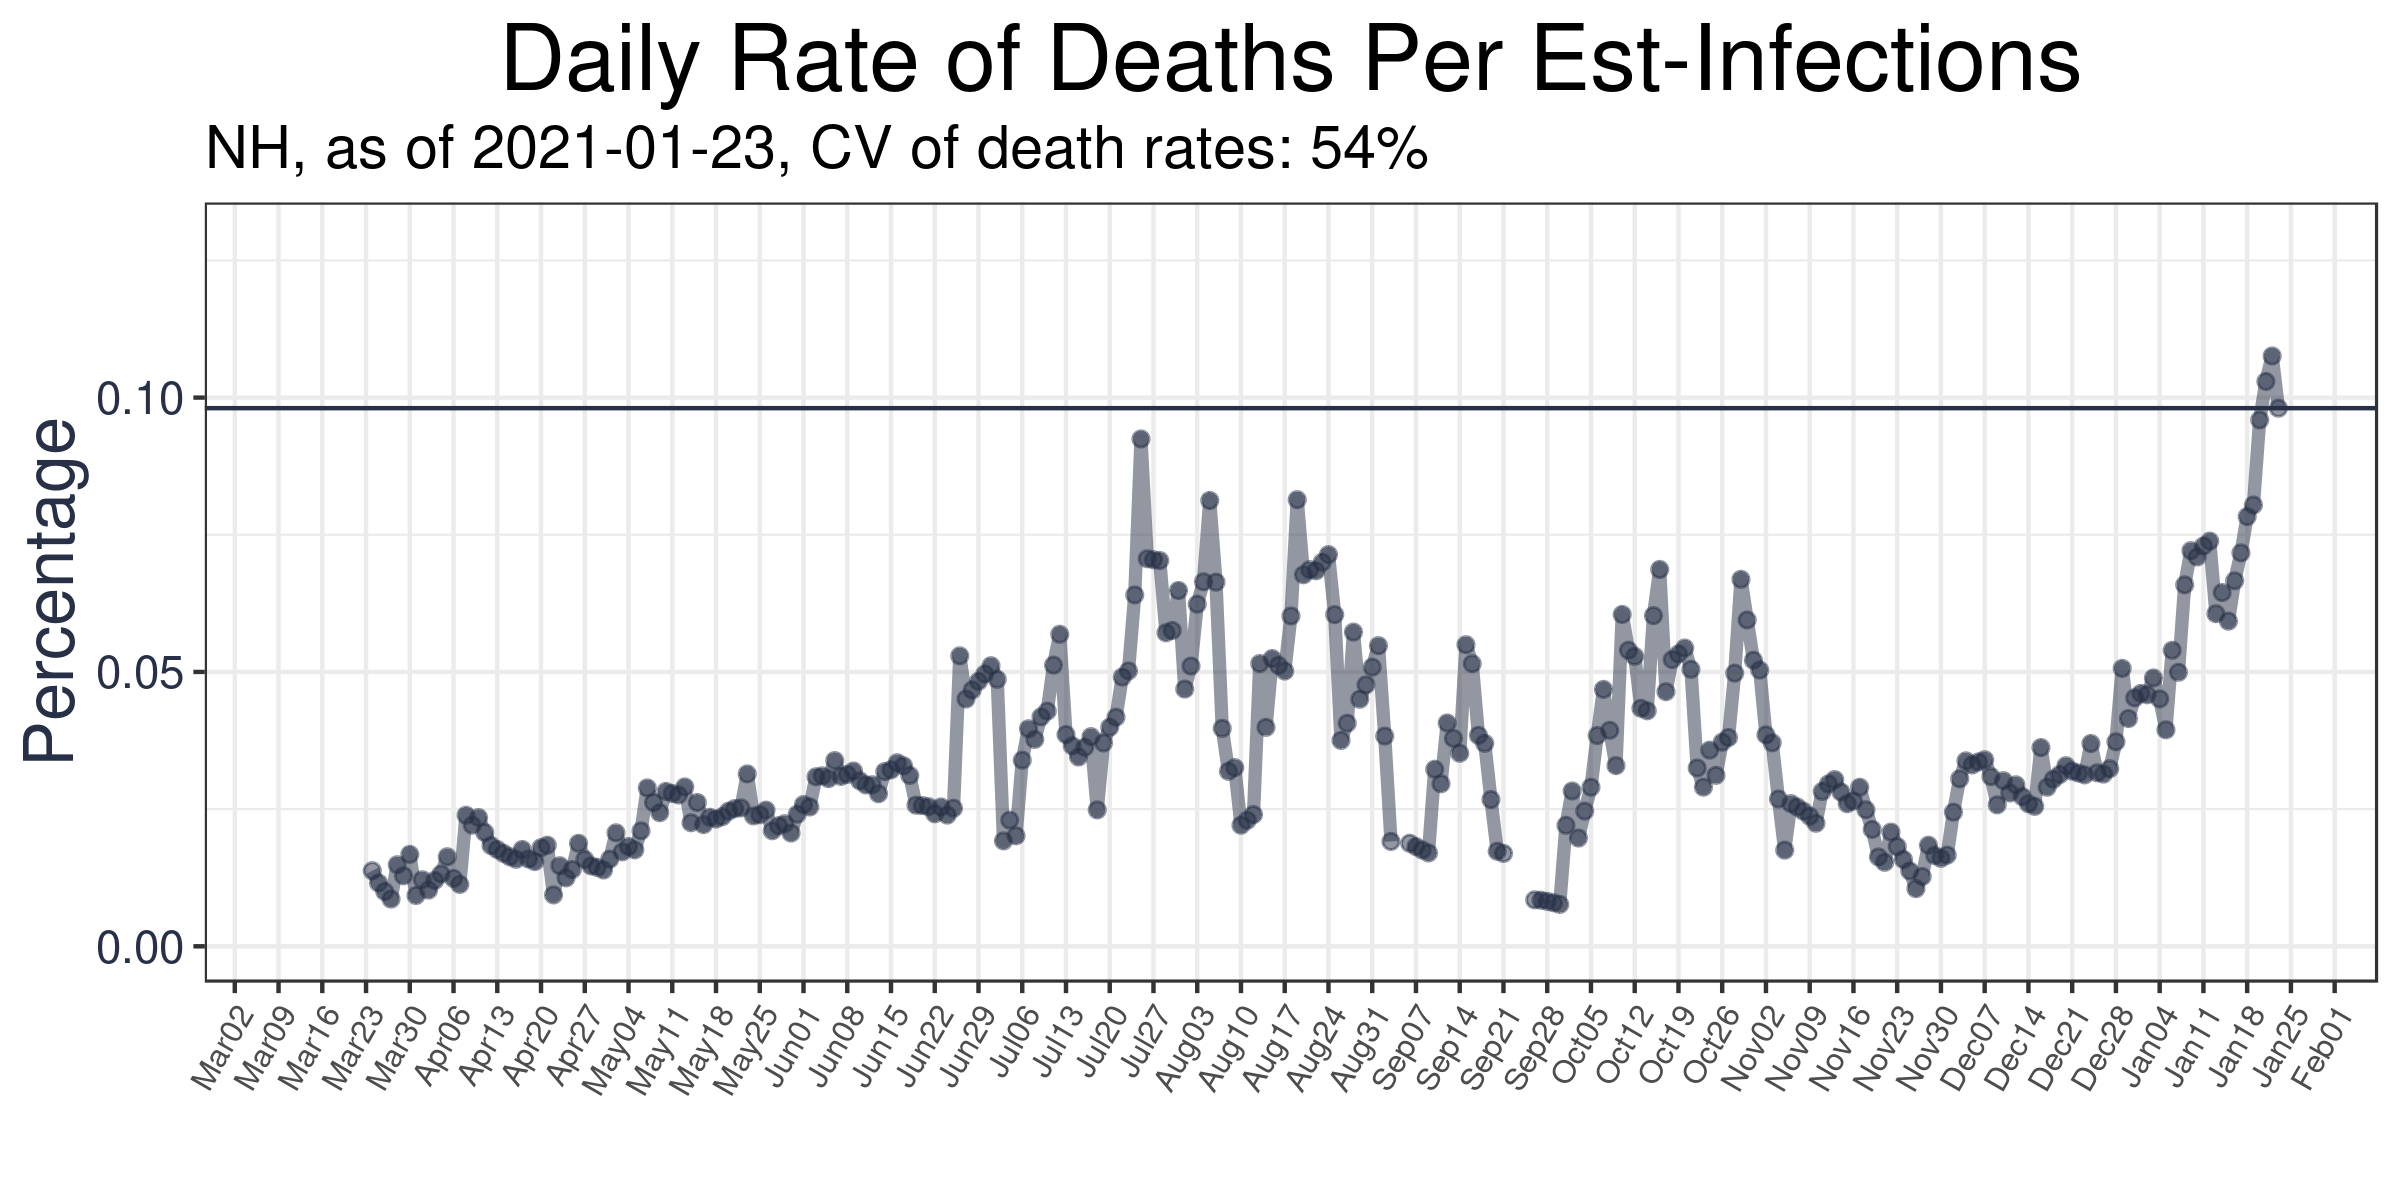 Daily Rate of Deaths Per Est-Infections
NH, as of 2021-01-23, CV of death rates: 54%
Percentage
0.10
0.05
0.00
Mar02
Mar09
Mar16
Mar23
Mar30
Apr06
Apr13
Apr20
Apr27
May04
May11
May18
May25
Jun01
Jun08
Jun15
Jun22
Jun29
Jul06
Jul13
Jul20
Jul27
Aug03
Aug10
Aug17
Aug24
Aug31
Sep07
Sep14
Sep21
Sep28
Oct05
Oct12
Oct19
Oct26
Nov02
Nov09
Nov16
Nov23
Nov30
Dec07
Dec14
Dec21
Dec28
Jan04
Jan11
Jan18
Jan25
Feb01